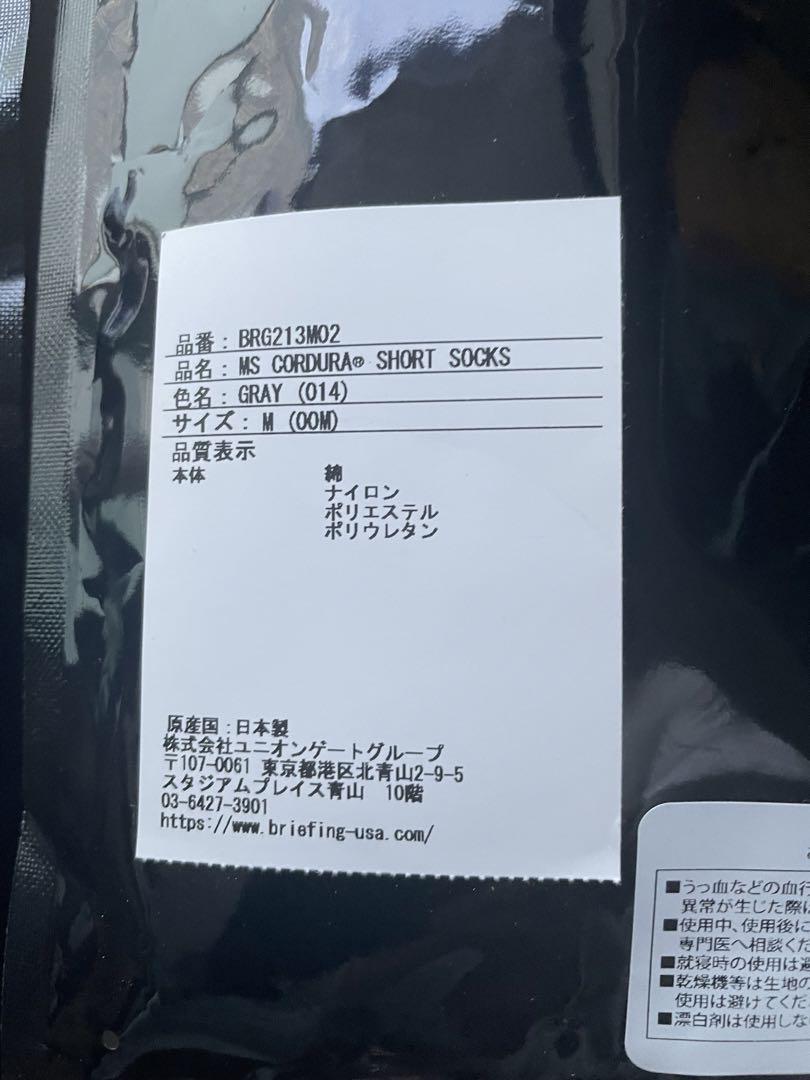 品番 : BRG213M02
品名 : MS CORDURA® SHORT SOCKS
色名 : GRAY (014)
サイズ : M (00M)
品質表示
本体 綿
ナイロン
ポリエステル
ポリウレタン
原産国 : 日本製
株式会社ユニオンゲートグループ
〒107-0061 東京都港区北青山2-9-5
スタジアムプレイス青山 10階
03-6427-3901
https://www.briefing-usa.com/
■うっ血などの血行
異常が生じた際は
■使用中、使用後に
専門医へ相談くだ
■就寝時の使用は避
■乾燥機等は生地の
使用は避けてくだ
■漂白剤は使用しな